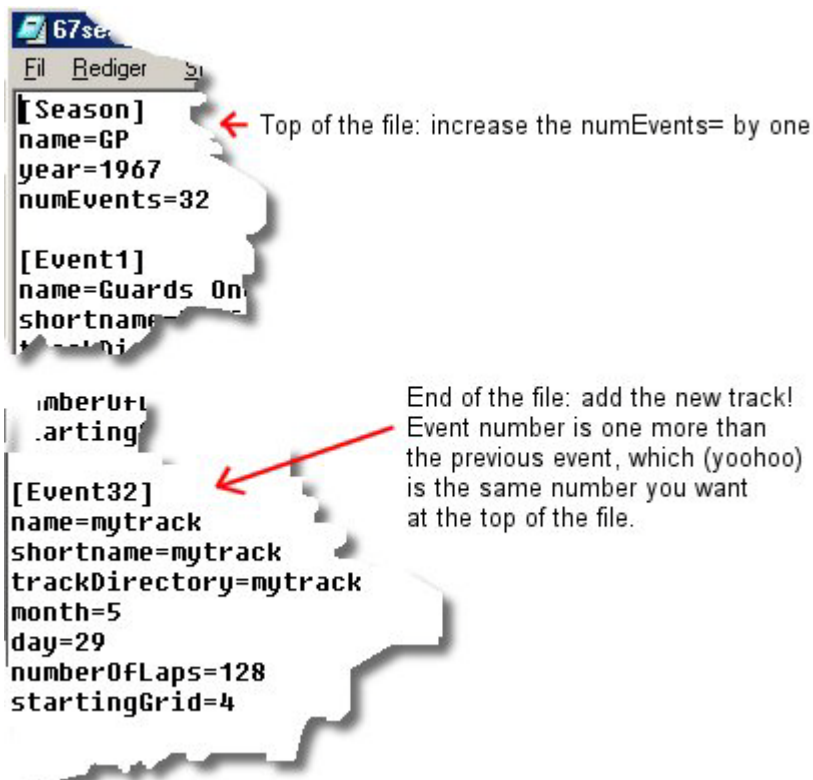 67se
Fil Rediger
[Season]
name=GP
year=1967
numEvents=32
Top of the file: increase the numEvents= by one
[Event1]
name=Guards
shortname
[Event32]
name=mytrack
shortname=mytrack
trackDirectory=mytrack
month=5
day=29
numberOfLaps=128
startingGrid=4
End of the file: add the new track!
Event number is one more than
the previous event, which (yoohoo)
is the same number you want
at the top of the file.